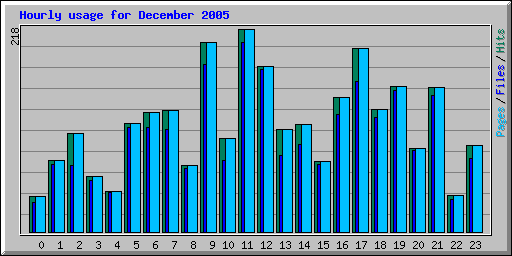 Hourly usage for December 2005
218
Pages / Files / Hits
0 1 2 3 4 5 6 7 8 9 10 11 12 13 14 15 16 17 18 19 20 21 22 23